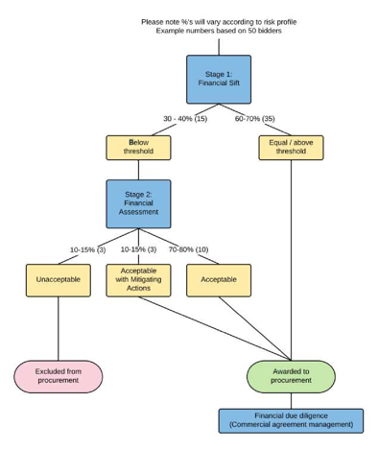 Please note %'s will vary according to risk profile
Example numbers based on 50 bidders
Stage 1:
Financial Sift
30 - 40% (15)
60-70% (35)
Below
threshold
Equal / above
threshold
Stage 2:
Financial
Assessment
10-15% (3)
10-15% (3)
70-80% (10)
Unacceptable
Acceptable
with Mitigating
Actions
Acceptable
Excluded from
procurement
Awarded to
procurement
Financial due diligence
(Commercial agreement management)